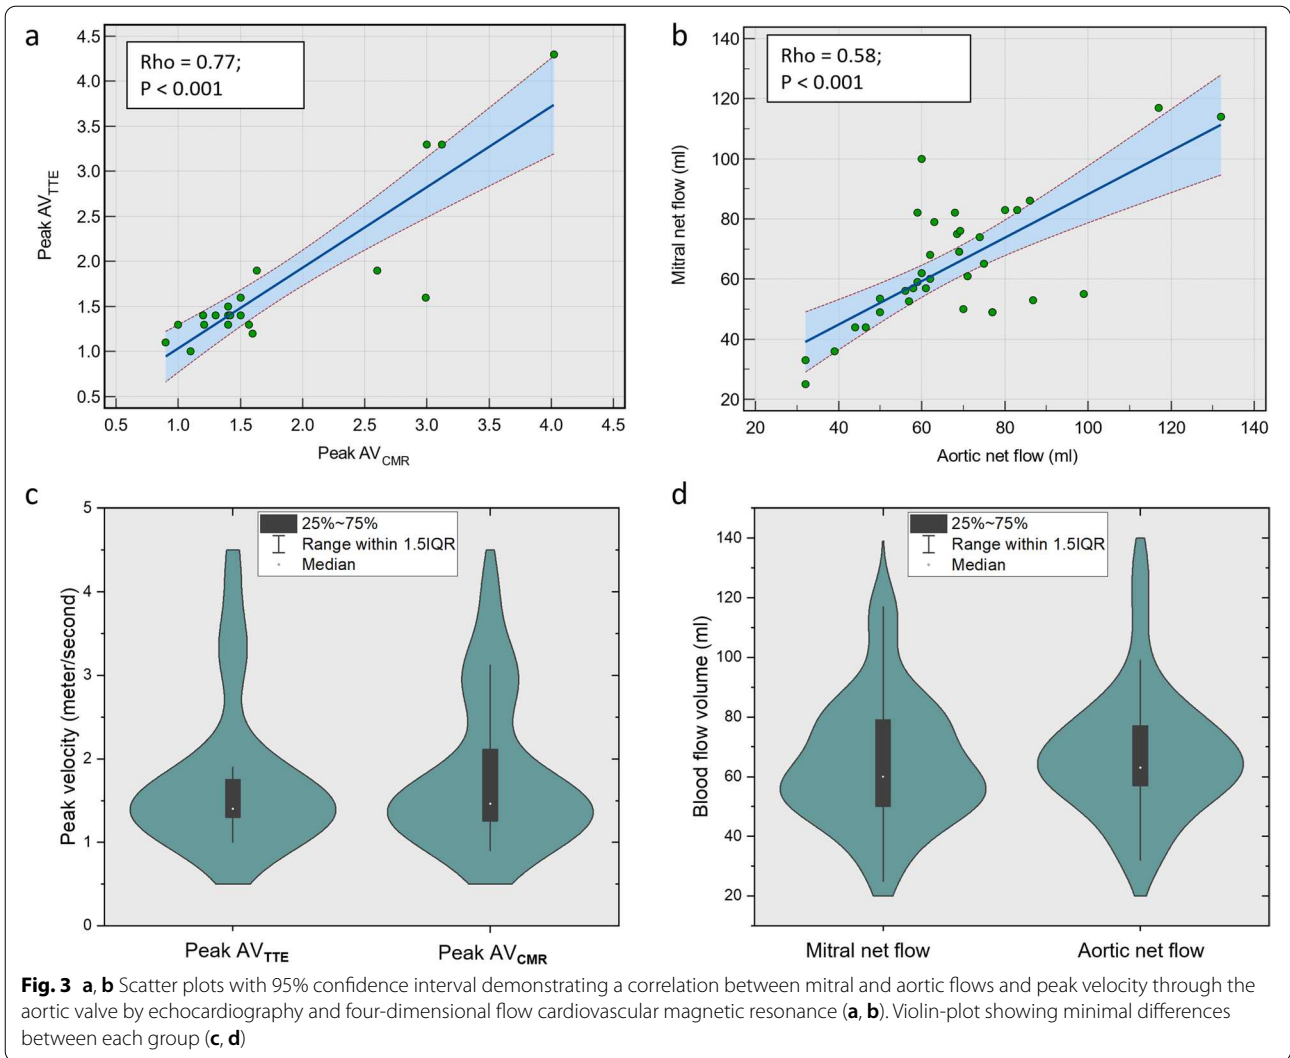 a
Rho = 0.77;
P < 0.001
4.5
4.0
3.5
3.0
2.5
2.0
1.5
1.0
0.5
Peak AVTTE
0.5 1.0 1.5 2.0 2.5 3.0 3.5 4.0 4.5
Peak AVCMR
b
Rho = 0.58;
P < 0.001
140
120
100
80
60
40
20
Mitral net flow (ml)
20 40 60 80 100 120 140
Aortic net flow (ml)
c
25%~75%
Range within 1.5IQR
Median
5
4
3
2
1
0
Peak velocity (meter/second)
Peak AVTTE Peak AVCMR
d
25%~75%
Range within 1.5IQR
Median
140
120
100
80
60
40
20
Blood flow volume (ml)
Mitral net flow Aortic net flow
Fig. 3 a, b Scatter plots with 95% confidence interval demonstrating a correlation between mitral and aortic flows and peak velocity through the
aortic valve by echocardiography and four-dimensional flow cardiovascular magnetic resonance (a, b). Violin-plot showing minimal differences
between each group (c, d)